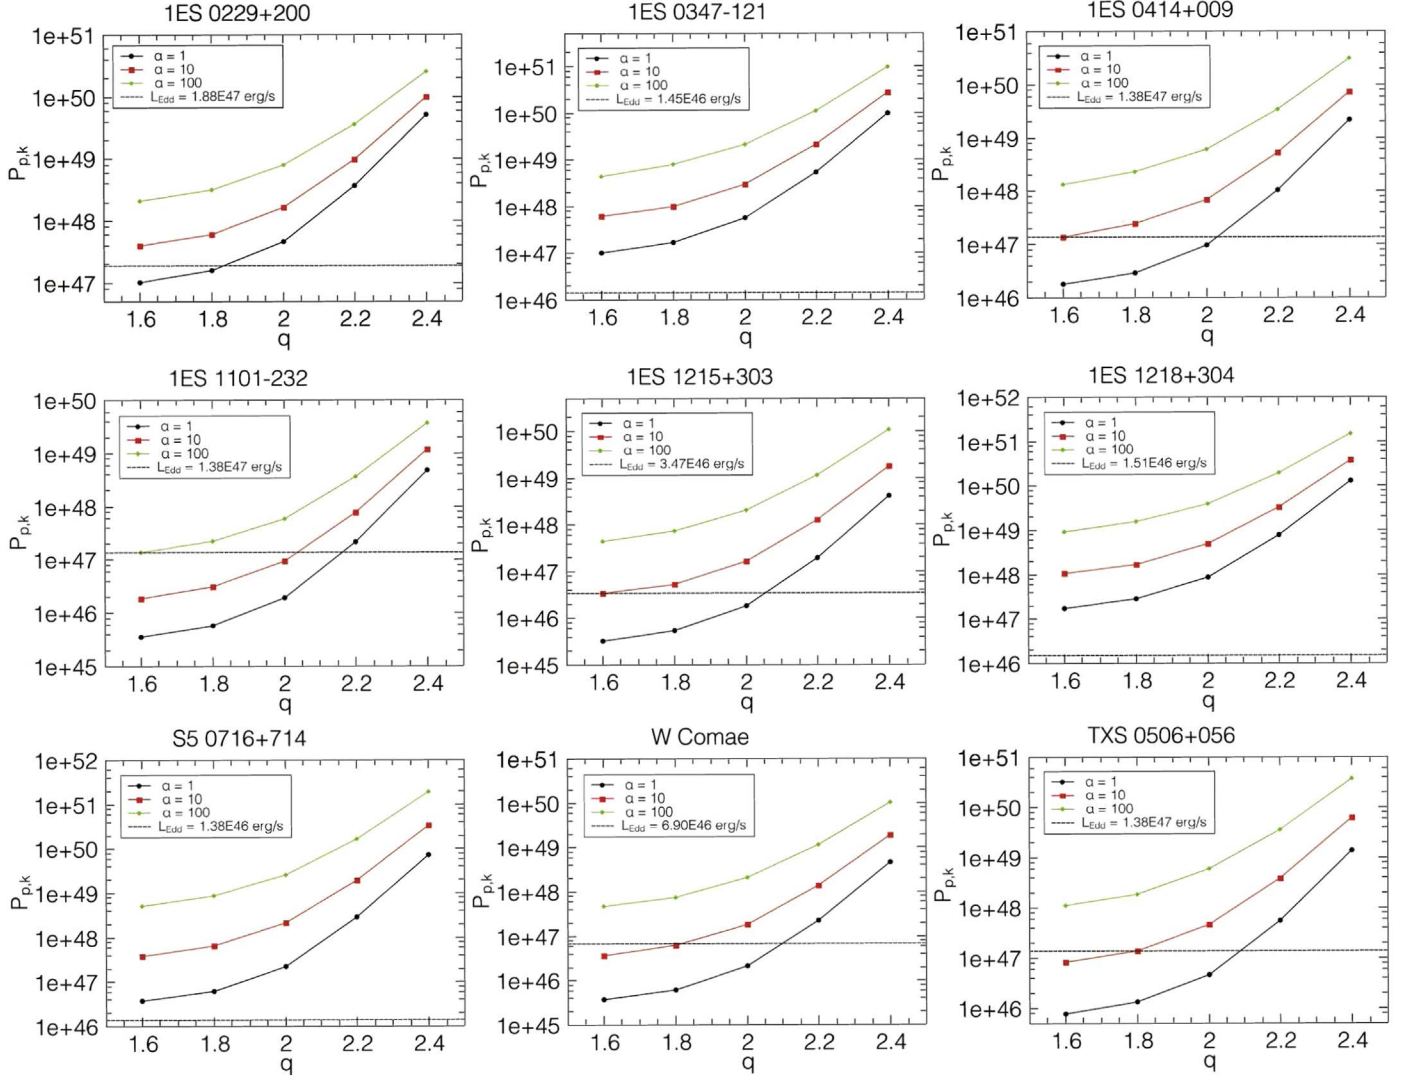 1ES 0229+200
1e+51
1e+50
1e+49
1e+48
1e+47
P_p,k
α = 1
α = 10
α = 100
L_Edd = 1.88E47 erg/s
1.6 1.8 2 2.2 2.4
q
1ES 0347-121
1e+51
1e+50
1e+49
1e+48
1e+47
1e+46
P_p,k
α = 1
α = 10
α = 100
L_Edd = 1.45E46 erg/s
1.6 1.8 2 2.2 2.4
q
1ES 0414+009
1e+51
1e+50
1e+49
1e+48
1e+47
1e+46
P_p,k
α = 1
α = 10
α = 100
L_Edd = 1.38E47 erg/s
1.6 1.8 2 2.2 2.4
q
1ES 1101-232
1e+50
1e+49
1e+48
1e+47
1e+46
1e+45
P_p,k
α = 1
α = 10
α = 100
L_Edd = 1.38E47 erg/s
1.6 1.8 2 2.2 2.4
q
1ES 1215+303
1e+50
1e+49
1e+48
1e+47
1e+46
1e+45
P_p,k
α = 1
α = 10
α = 100
L_Edd = 3.47E46 erg/s
1.6 1.8 2 2.2 2.4
q
1ES 1218+304
1e+52
1e+51
1e+50
1e+49
1e+48
1e+47
1e+46
P_p,k
α = 1
α = 10
α = 100
L_Edd = 1.51E46 erg/s
1.6 1.8 2 2.2 2.4
q
S5 0716+714
1e+52
1e+51
1e+50
1e+49
1e+48
1e+47
1e+46
P_p,k
α = 1
α = 10
α = 100
L_Edd = 1.38E46 erg/s
1.6 1.8 2 2.2 2.4
q
W Comae
1e+51
1e+50
1e+49
1e+48
1e+47
1e+46
1e+45
P_p,k
α = 1
α = 10
α = 100
L_Edd = 6.90E46 erg/s
1.6 1.8 2 2.2 2.4
q
TXS 0506+056
1e+51
1e+50
1e+49
1e+48
1e+47
1e+46
P_p,k
α = 1
α = 10
α = 100
L_Edd = 1.38E47 erg/s
1.6 1.8 2 2.2 2.4
q